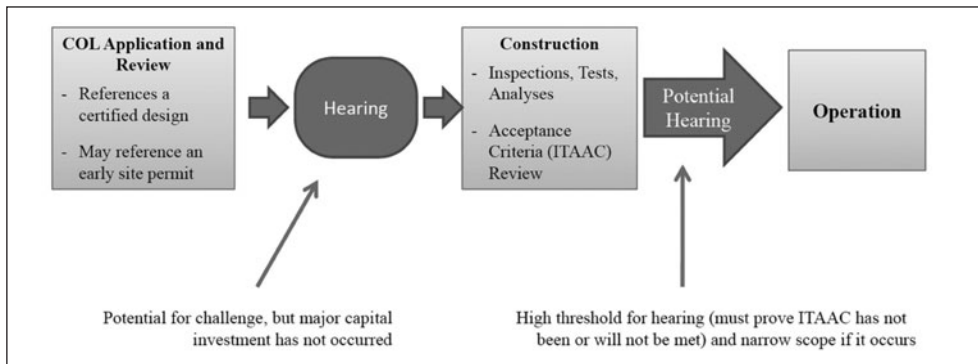 COL Application and
Review
- References a
certified design
- May reference an
early site permit
Hearing
Construction
- Inspections, Tests,
Analyses
- Acceptance
Criteria (ITAAC)
Review
Potential
Hearing
Operation
Potential for challenge, but major capital
investment has not occurred
High threshold for hearing (must prove ITAAC has not
been or will not be met) and narrow scope if it occurs